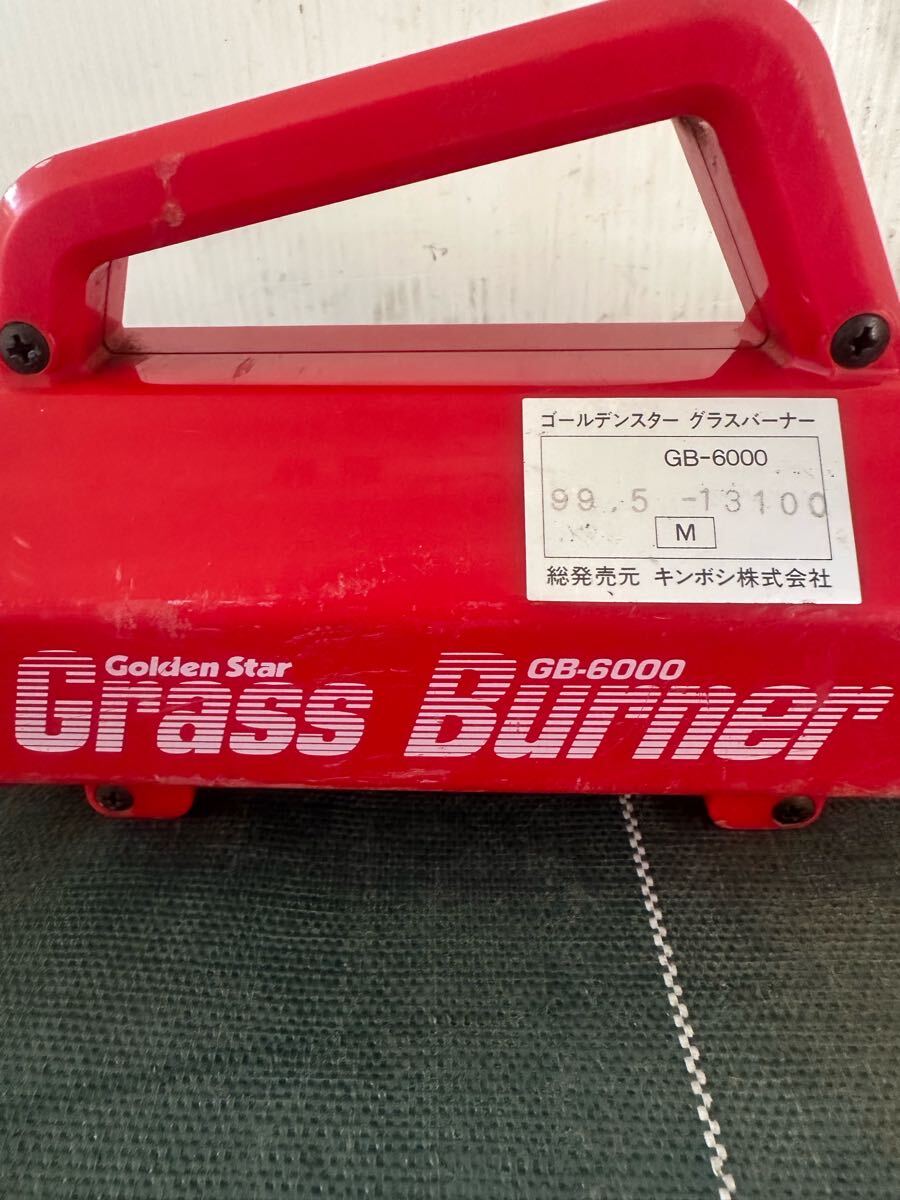 ゴールデンスター グラスバーナー
GB-6000
99.5 -13100
M
総発売元 キンボシ株式会社
Golden Star GB-6000
Grass Burner